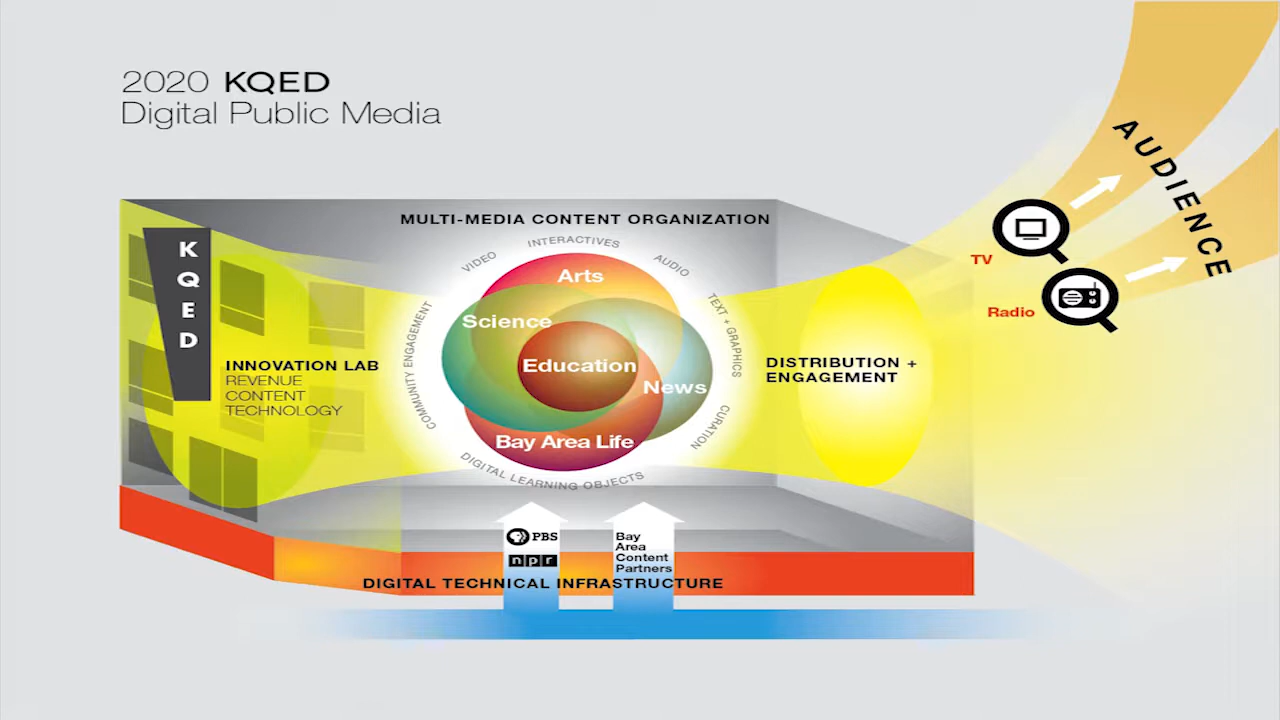 2020 KQED
Digital Public Media
MULTI-MEDIA CONTENT ORGANIZATION
K
Q
E
D
INNOVATION LAB
REVENUE
CONTENT
TECHNOLOGY
COMMUNITY ENGAGEMENT
VIDEO
INTERACTIVES
AUDIO
TEXT + GRAPHICS
CURATION
DIGITAL LEARNING OBJECTS
Arts
Science
Education
News
Bay Area Life
DISTRIBUTION +
ENGAGEMENT
TV
Radio
AUDIENCE
PBS
npr
Bay
Area
Content
Partners
DIGITAL TECHNICAL INFRASTRUCTURE